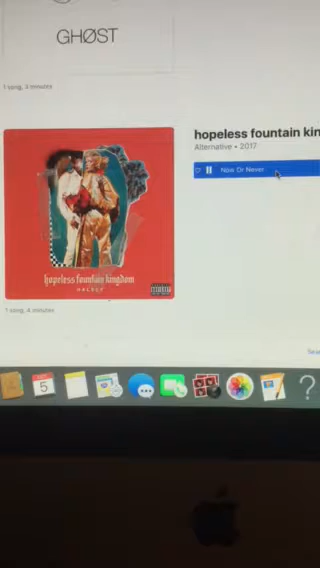 GHØST
1 song, 3 minutes
hopeless fountain kin
Alternative • 2017
Now Or Never
hopeless fountain kingdom
HALSEY
1 song, 4 minutes
5